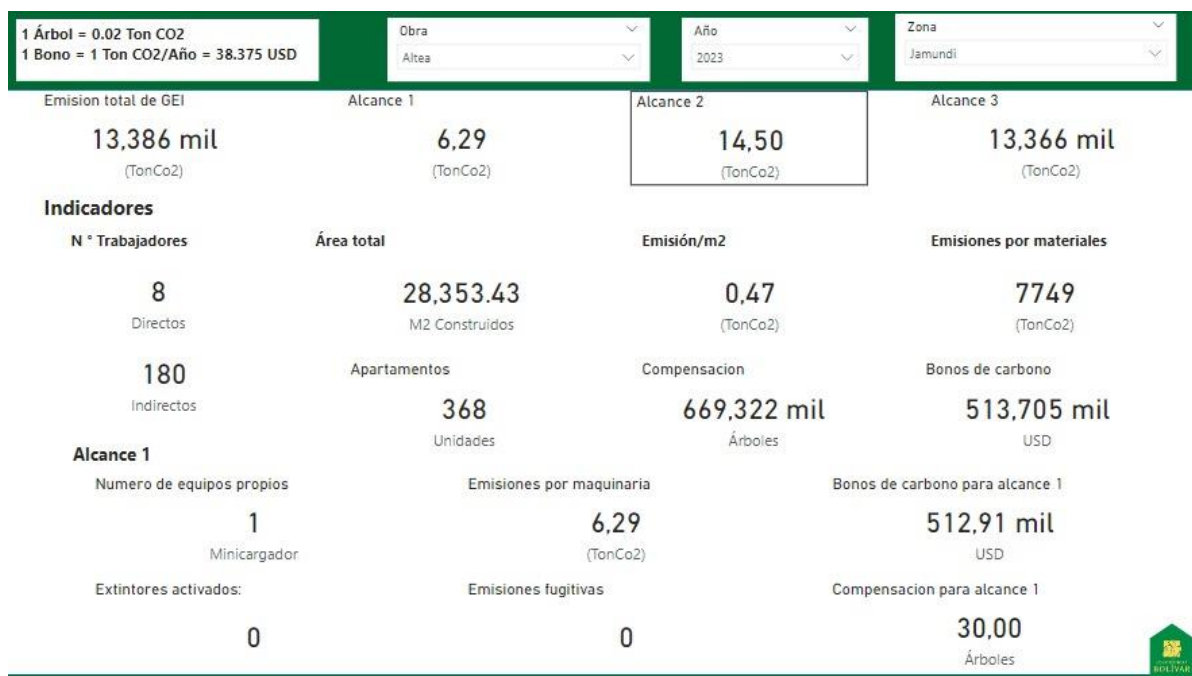 1 Árbol = 0.02 Ton CO2
1 Bono = 1 Ton CO2/Año = 38.375 USD
Obra
Altea
Año
2023
Zona
Jamundi
Emision total de GEI
13,386 mil
(TonCo2)
Alcance 1
6,29
(TonCo2)
Alcance 2
14,50
(TonCo2)
Alcance 3
13,366 mil
(TonCo2)
Indicadores
N ° Trabajadores
8
Directos
180
Indirectos
Área total
28,353.43
M2 Construidos
Emisión/m2
0,47
(TonCo2)
Emisiones por materiales
7749
(TonCo2)
Apartamentos
368
Unidades
Compensacion
669,322 mil
Árboles
Bonos de carbono
513,705 mil
USD
Alcance 1
Numero de equipos propios
1
Minicargador
Emisiones por maquinaria
6,29
(TonCo2)
Bonos de carbono para alcance 1
512,91 mil
USD
Extintores activados:
0
Emisiones fugitivas
0
Compensacion para alcance 1
30,00
Árboles
BOLÍVAR